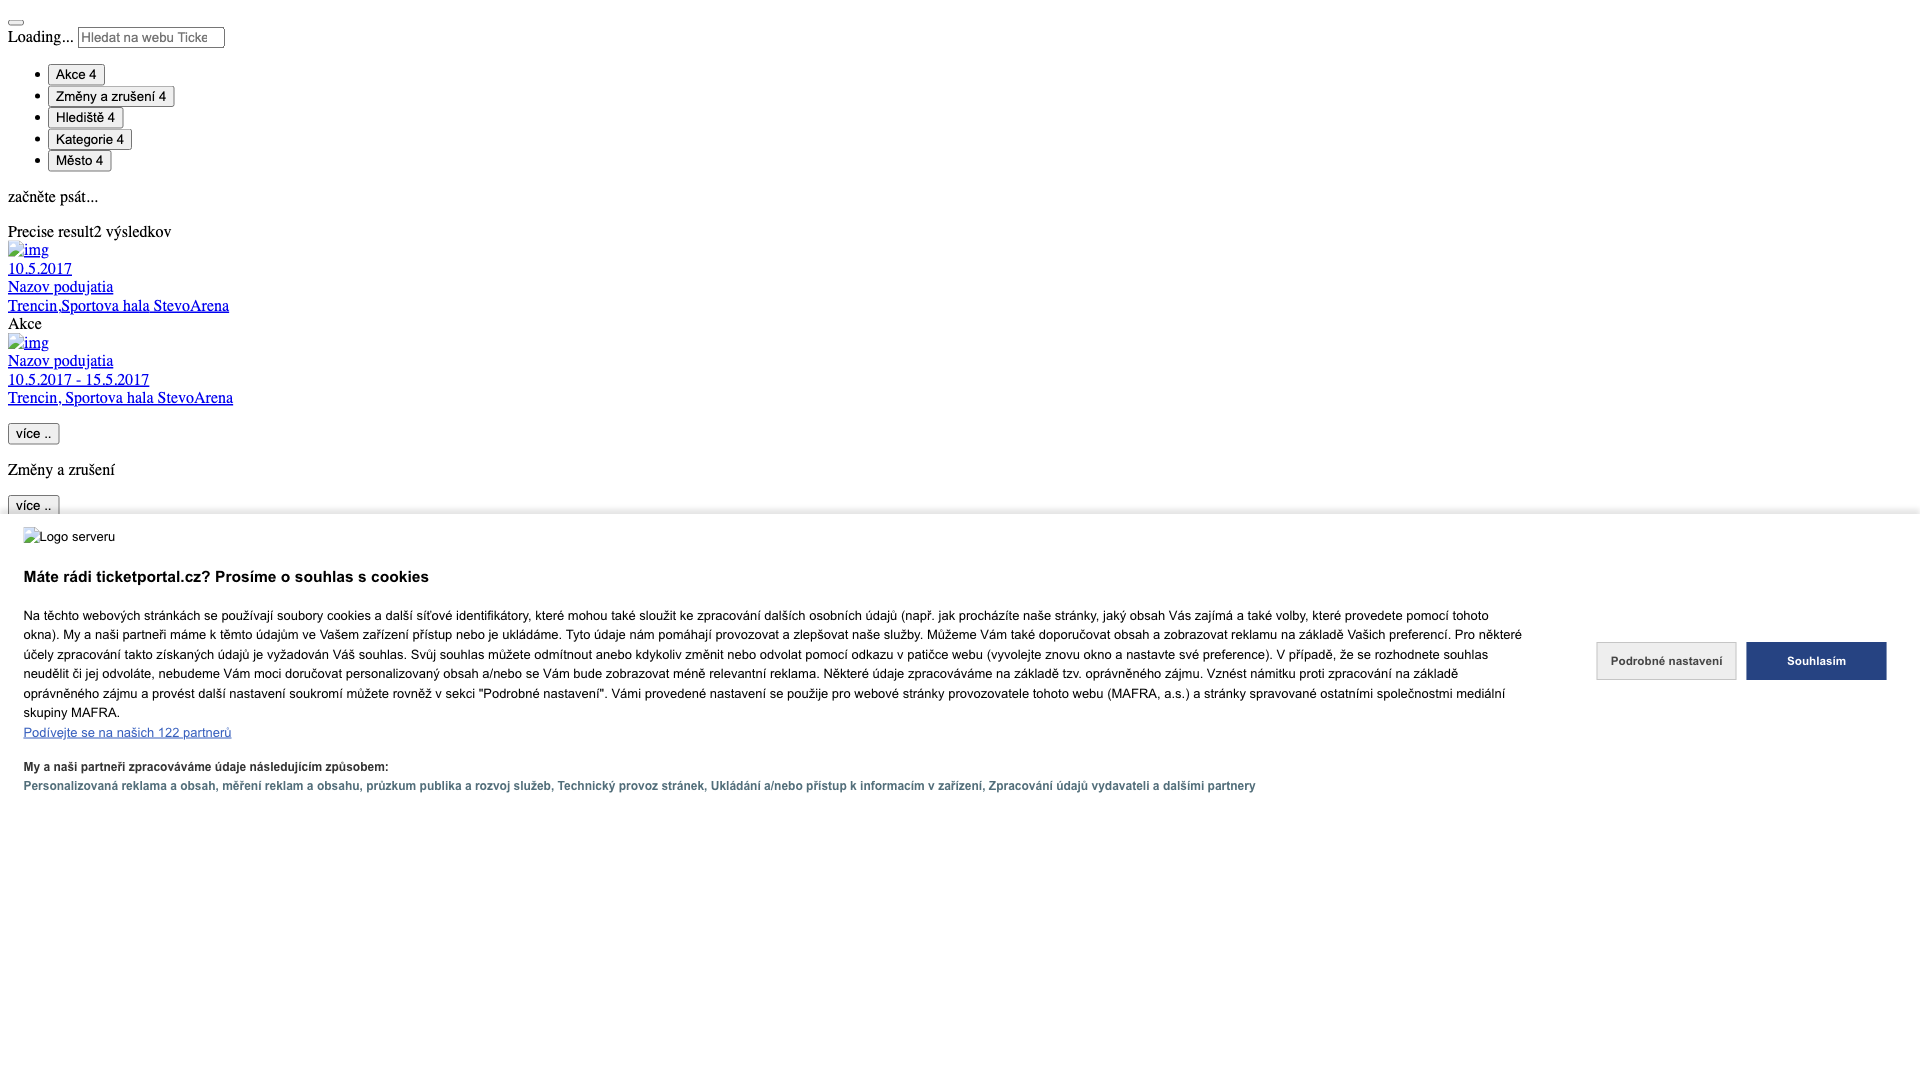 Loading... Hledat na webu Ticke
Akce 4
Změny a zrušení 4
Hlediště 4
Kategorie 4
Město 4
začněte psát...
Precise result2 výsledkov
img
10.5.2017
Nazov podujatia
Trencin,Sportova hala StevoArena
Akce
img
Nazov podujatia
10.5.2017 - 15.5.2017
Trencin, Sportova hala StevoArena
více ..
Změny a zrušení
více ..
Logo serveru
Máte rádi ticketportal.cz? Prosíme o souhlas s cookies
Na těchto webových stránkách se používají soubory cookies a další síťové identifikátory, které mohou také sloužit ke zpracování dalších osobních údajů (např. jak procházíte naše stránky, jaký obsah Vás zajímá a také volby, které provedete pomocí tohoto
okna). My a naši partneři máme k těmto údajům ve Vašem zařízení přístup nebo je ukládáme. Tyto údaje nám pomáhají provozovat a zlepšovat naše služby. Můžeme Vám také doporučovat obsah a zobrazovat reklamu na základě Vašich preferencí. Pro některé
účely zpracování takto získaných údajů je vyžadován Váš souhlas. Svůj souhlas můžete odmítnout anebo kdykoliv změnit nebo odvolat pomocí odkazu v patičce webu (vyvolejte znovu okno a nastavte své preference). V případě, že se rozhodnete souhlas
neudělit či jej odvoláte, nebudeme Vám moci doručovat personalizovaný obsah a/nebo se Vám bude zobrazovat méně relevantní reklama. Některé údaje zpracováváme na základě tzv. oprávněného zájmu. Vznést námitku proti zpracování na základě
oprávněného zájmu a provést další nastavení soukromí můžete rovněž v sekci "Podrobné nastavení". Vámi provedené nastavení se použije pro webové stránky provozovatele tohoto webu (MAFRA, a.s.) a stránky spravované ostatními společnostmi mediální
skupiny MAFRA.
Podívejte se na našich 122 partnerů
Podrobné nastavení
Souhlasím
My a naši partneři zpracováváme údaje následujícím způsobem:
Personalizovaná reklama a obsah, měření reklam a obsahu, průzkum publika a rozvoj služeb, Technický provoz stránek, Ukládání a/nebo přístup k informacím v zařízení, Zpracování údajů vydavateli a dalšími partnery